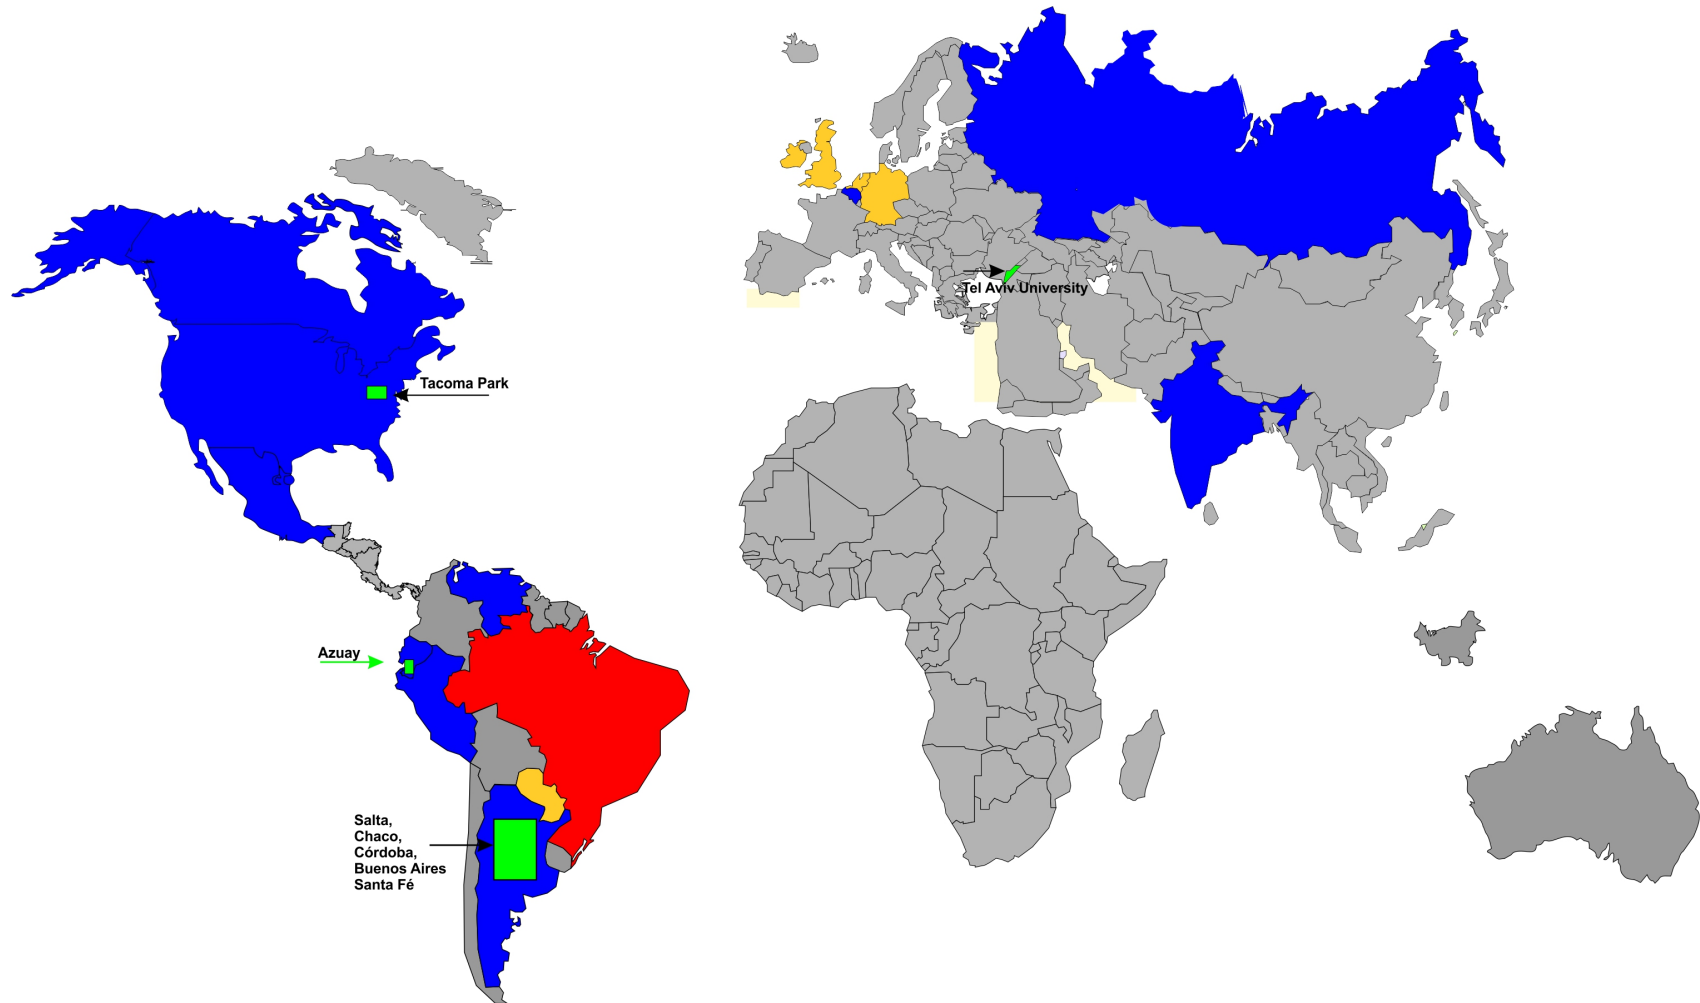 Tel Aviv University
Tacoma Park
Azuay
Salta,
Chaco,
Córdoba,
Buenos Aires
Santa Fé